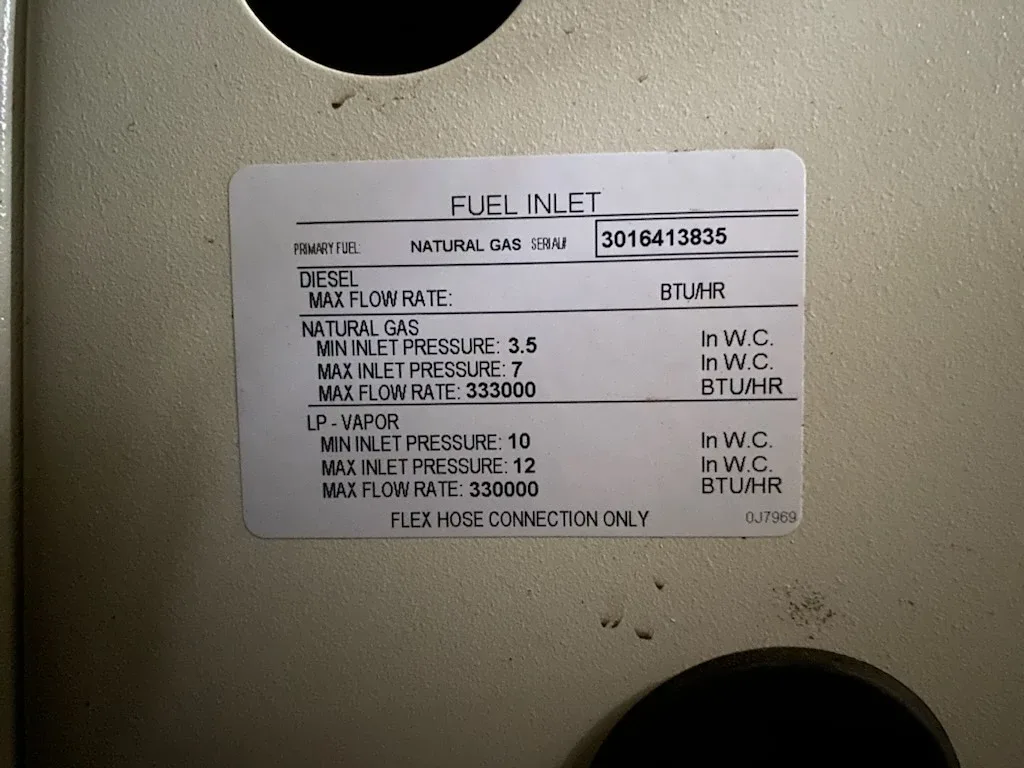 FUEL INLET
PRIMARY FUEL: NATURAL GAS SERIAL# 3016413835
DIESEL
MAX FLOW RATE: BTU/HR
NATURAL GAS
MIN INLET PRESSURE: 3.5 In W.C.
MAX INLET PRESSURE: 7 In W.C.
MAX FLOW RATE: 333000 BTU/HR
LP - VAPOR
MIN INLET PRESSURE: 10 In W.C.
MAX INLET PRESSURE: 12 In W.C.
MAX FLOW RATE: 330000 BTU/HR
FLEX HOSE CONNECTION ONLY 0J7969